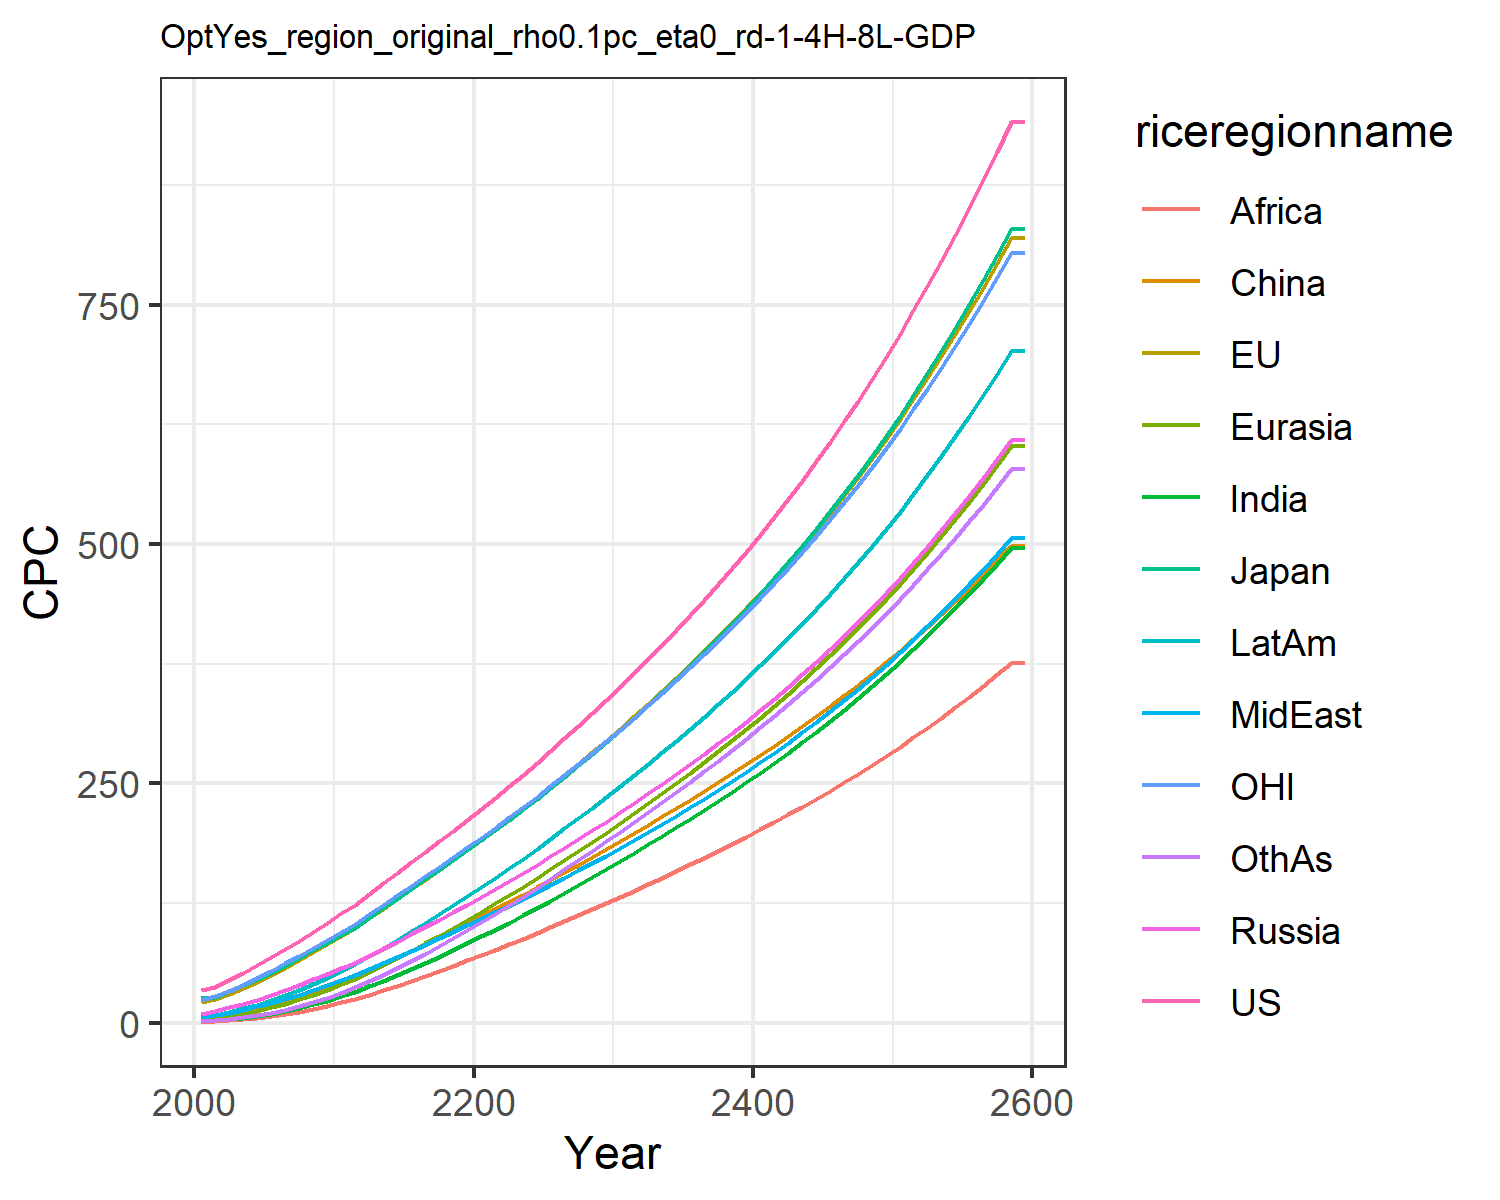 OptYes_region_original_rho0.1pc_eta0_rd-1-4H-8L-GDP
CPC
750
500
250
0
2000
2200
2400
2600
Year
riceregionname
Africa
China
EU
Eurasia
India
Japan
LatAm
MidEast
OHI
OthAs
Russia
US